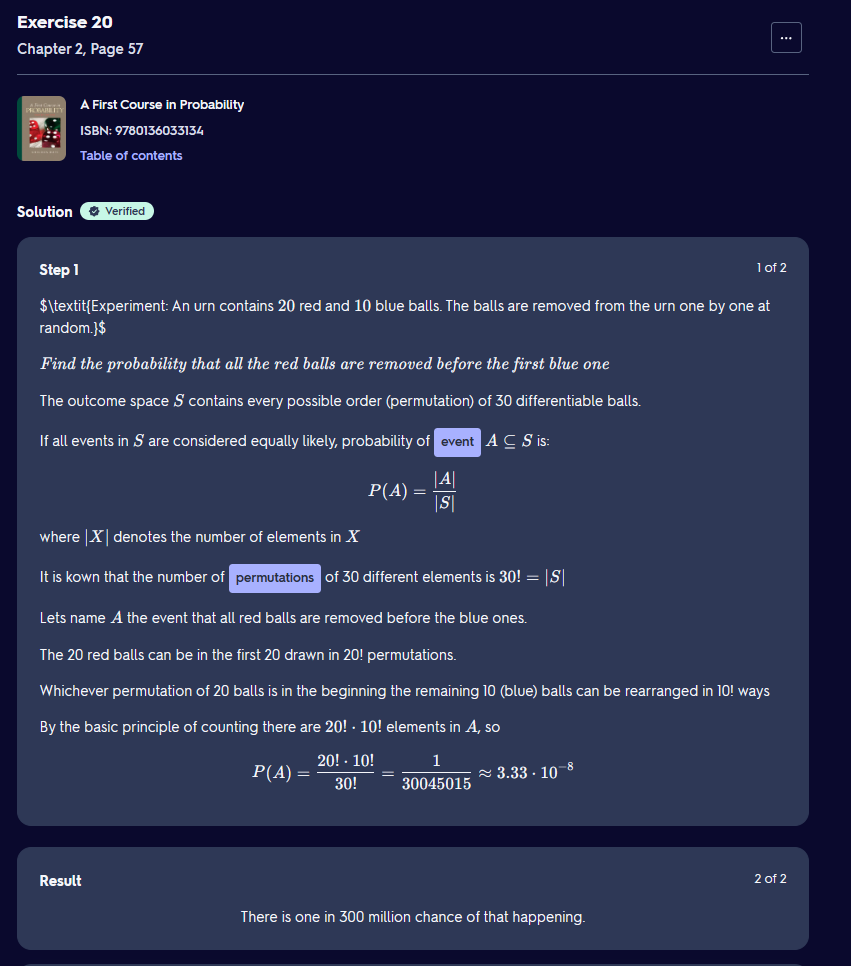 Exercise 20
Chapter 2, Page 57
...
A First Course in Probability
ISBN: 9780136033134
Table of contents
Solution Verified
Step 1
1 of 2
$\textit{Experiment: An urn contains 20 red and 10 blue balls. The balls are removed from the urn one by one at
random.}$
Find the probability that all the red balls are removed before the first blue one
The outcome space S contains every possible order (permutation) of 30 differentiable balls.
If all events in S are considered equally likely, probability of event A ⊆ S is:
P(A) = |A| / |S|
where |X| denotes the number of elements in X
It is kown that the number of permutations of 30 different elements is 30! = |S|
Lets name A the event that all red balls are removed before the blue ones.
The 20 red balls can be in the first 20 drawn in 20! permutations.
Whichever permutation of 20 balls is in the beginning the remaining 10 (blue) balls can be rearranged in 10! ways
By the basic principle of counting there are 20! · 10! elements in A, so
P(A) = 20! · 10! / 30! = 1 / 30045015 ≈ 3.33 · 10⁻⁸
Result
2 of 2
There is one in 300 million chance of that happening.